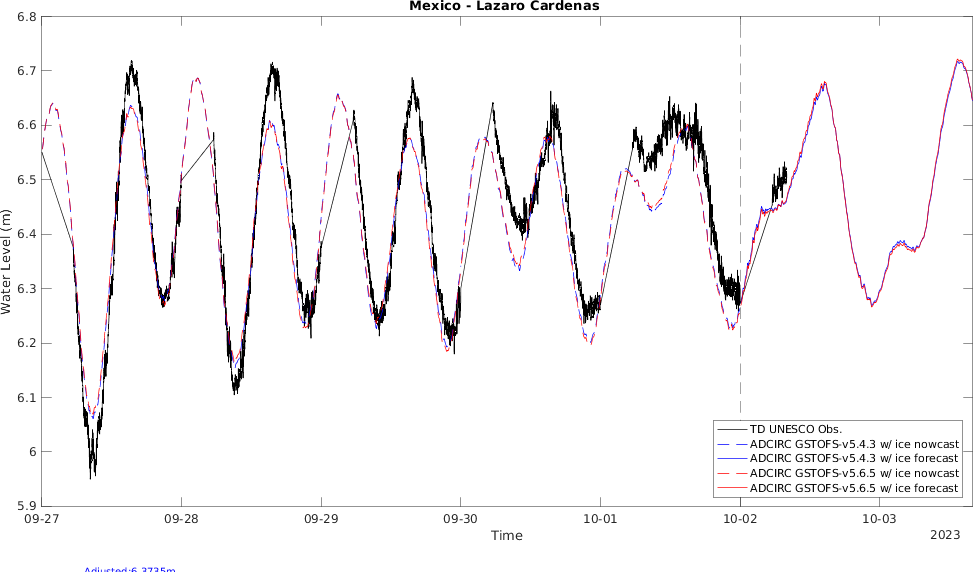 Mexico - Lazaro Cardenas
6.8
6.7
6.6
6.5
6.4
6.3
6.2
6.1
6
5.9
Water Level (m)
09-27
09-28
09-29
09-30
10-01
10-02
10-03
Time
2023
TD UNESCO Obs.
ADCIRC GSTOFS-v5.4.3 w/ ice nowcast
ADCIRC GSTOFS-v5.4.3 w/ ice forecast
ADCIRC GSTOFS-v5.6.5 w/ ice nowcast
ADCIRC GSTOFS-v5.6.5 w/ ice forecast
Adjusted:6.3735m